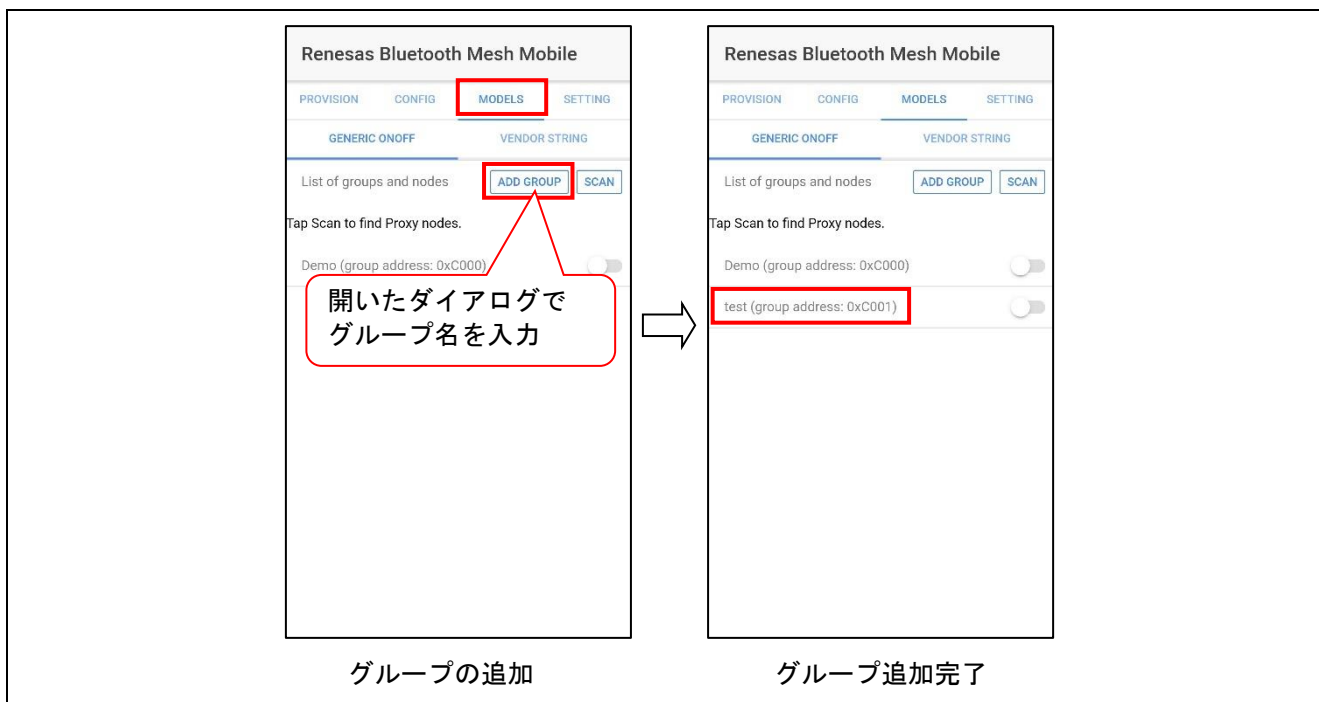 Renesas Bluetooth Mesh Mobile
PROVISION CONFIG MODELS SETTING
GENERIC ONOFF VENDOR STRING
List of groups and nodes ADD GROUP SCAN
Tap Scan to find Proxy nodes.
Demo (group address: 0xC000)
開いたダイアログで
グループ名を入力
グループの追加
Renesas Bluetooth Mesh Mobile
PROVISION CONFIG MODELS SETTING
GENERIC ONOFF VENDOR STRING
List of groups and nodes ADD GROUP SCAN
Tap Scan to find Proxy nodes.
Demo (group address: 0xC000)
test (group address: 0xC001)
グループ追加完了